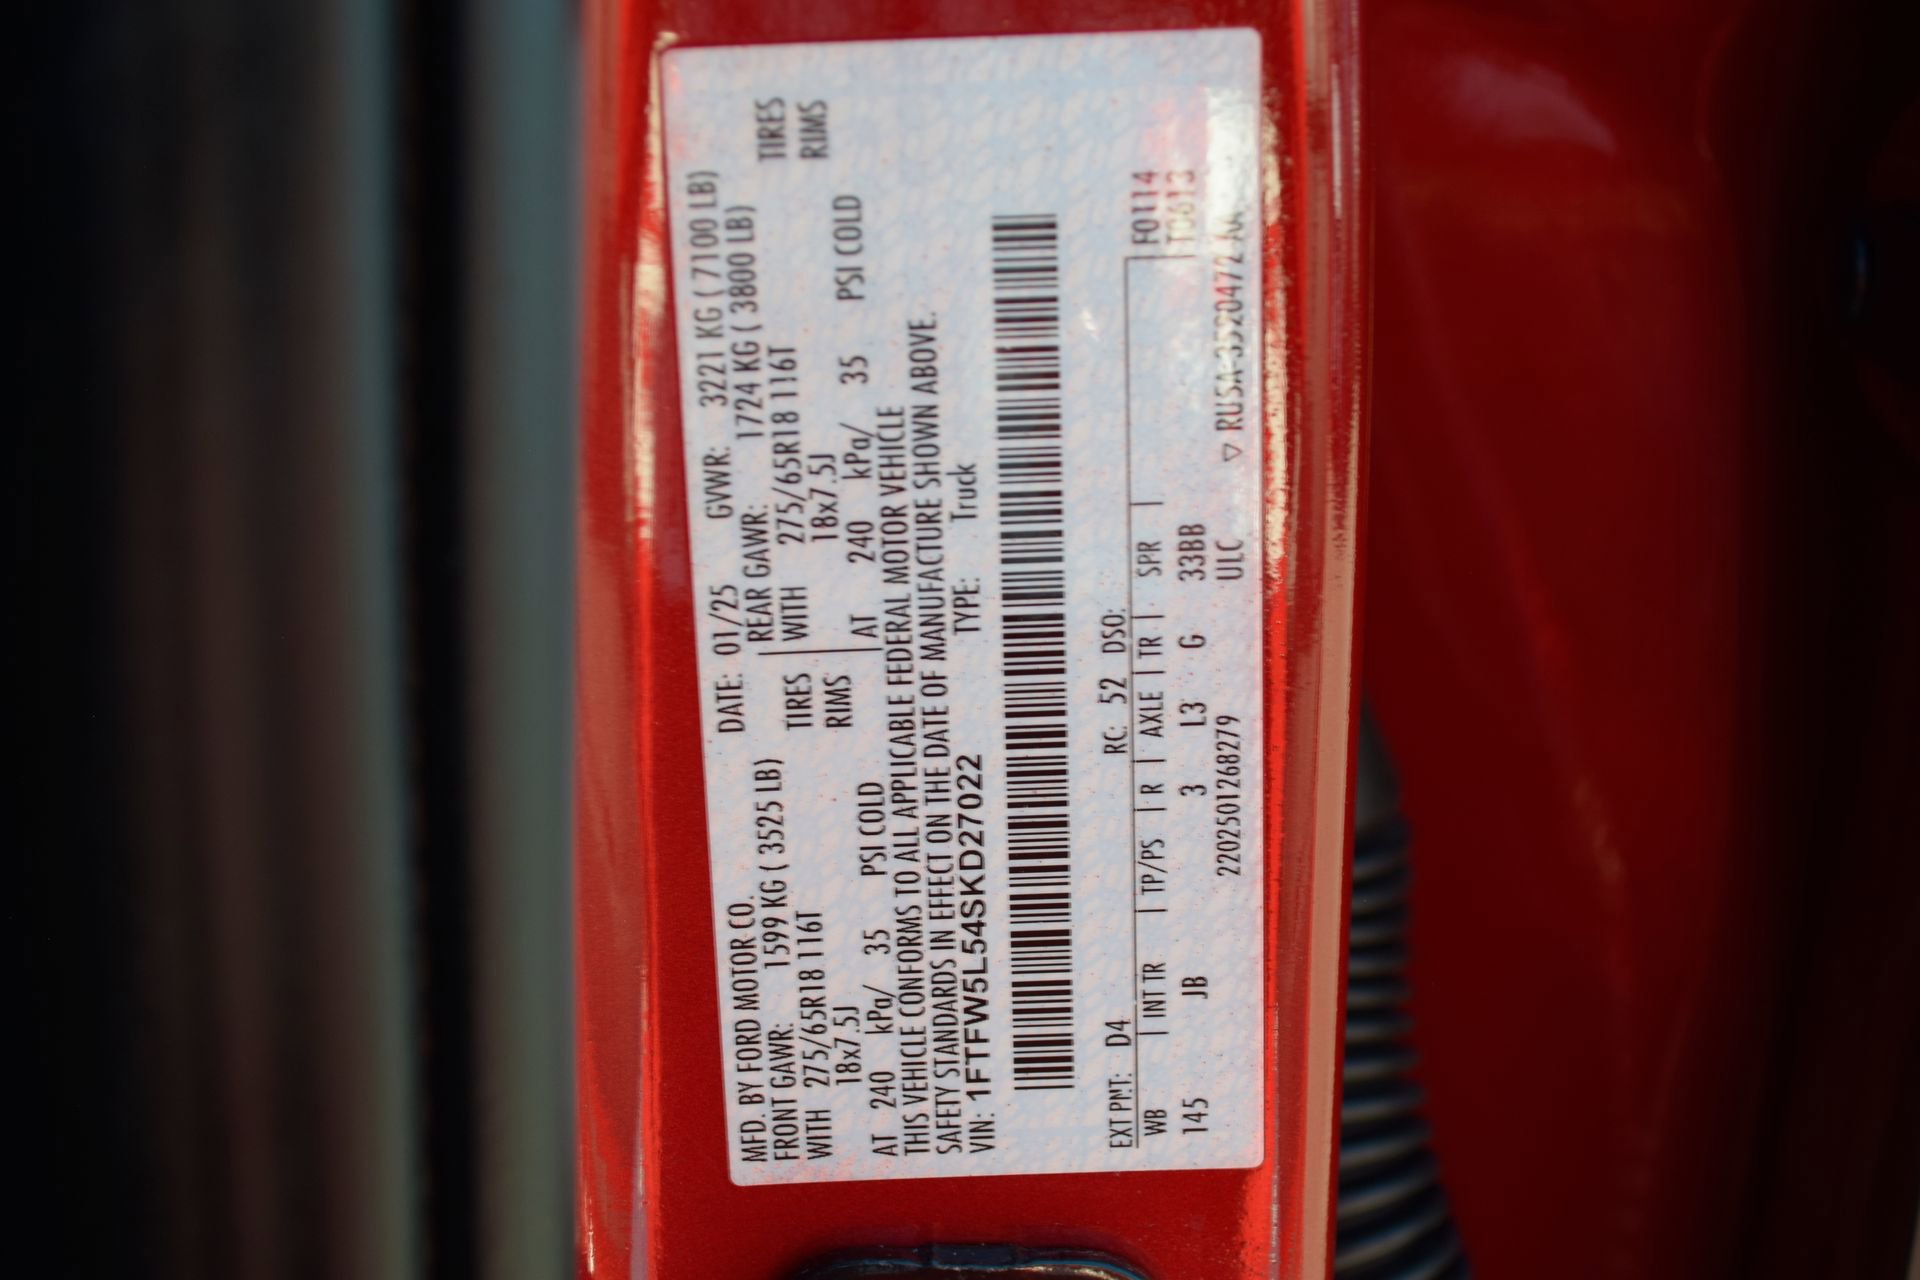 MFD. BY FORD MOTOR CO. DATE: 01/25 GVWR: 3221 KG ( 7100 LB)
FRONT GAWR: 1599 KG ( 3525 LB) REAR GAWR: 1724 KG ( 3800 LB)
WITH 275/65R18 116T TIRES WITH 275/65R18 116T TIRES
18x7.5J RIMS 18x7.5J RIMS
AT 240 kPa/ 35 PSI COLD AT 240 kPa/ 35 PSI COLD
THIS VEHICLE CONFORMS TO ALL APPLICABLE FEDERAL MOTOR VEHICLE
SAFETY STANDARDS IN EFFECT ON THE DATE OF MANUFACTURE SHOWN ABOVE.
VIN: 1FTFW5L54SKD27022 TYPE: Truck
EXT PNT: D4 RC: 52 DSO: F0114
WB INT TR TP/PS R AXLE TR SPR T0613
145 JB 3 L3 G 33BB
2202501268279 ULC